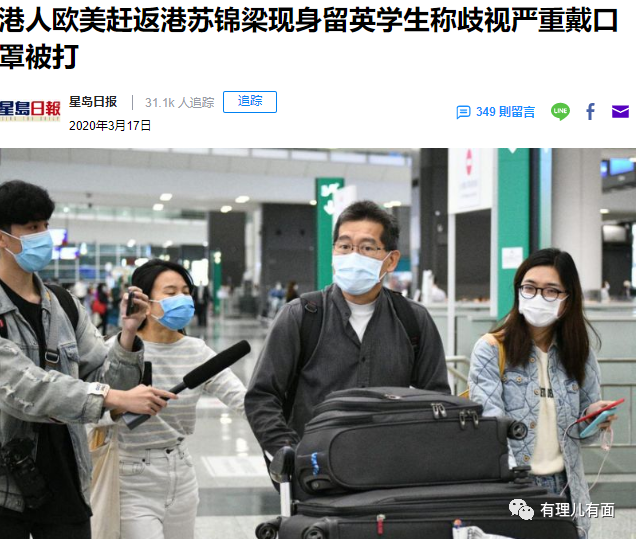 港人欧美赶返港苏锦梁现身留英学生称歧视严重戴口
罩被打
星島日報
星岛日报
31.1k 人追踪
追踪
2020年3月17日
349 則留言
LINE
有理儿有面